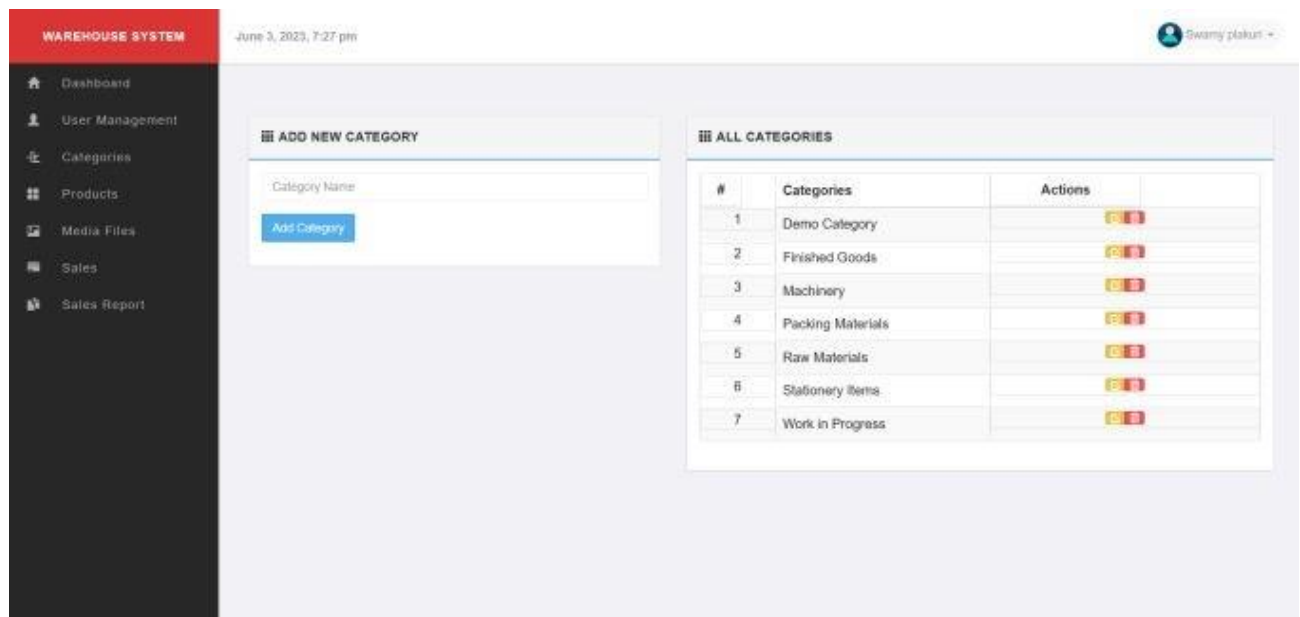 WAREHOUSE SYSTEM
June 3, 2023, 7:27 pm
Swamy plakuri
Dashboard
User Management
Categories
Products
Media Files
Sales
Sales Report
ADD NEW CATEGORY
Category Name
Add Category
ALL CATEGORIES
# Categories Actions
1 Demo Category
2 Finished Goods
3 Machinery
4 Packing Materials
5 Raw Materials
6 Stationery Items
7 Work in Progress